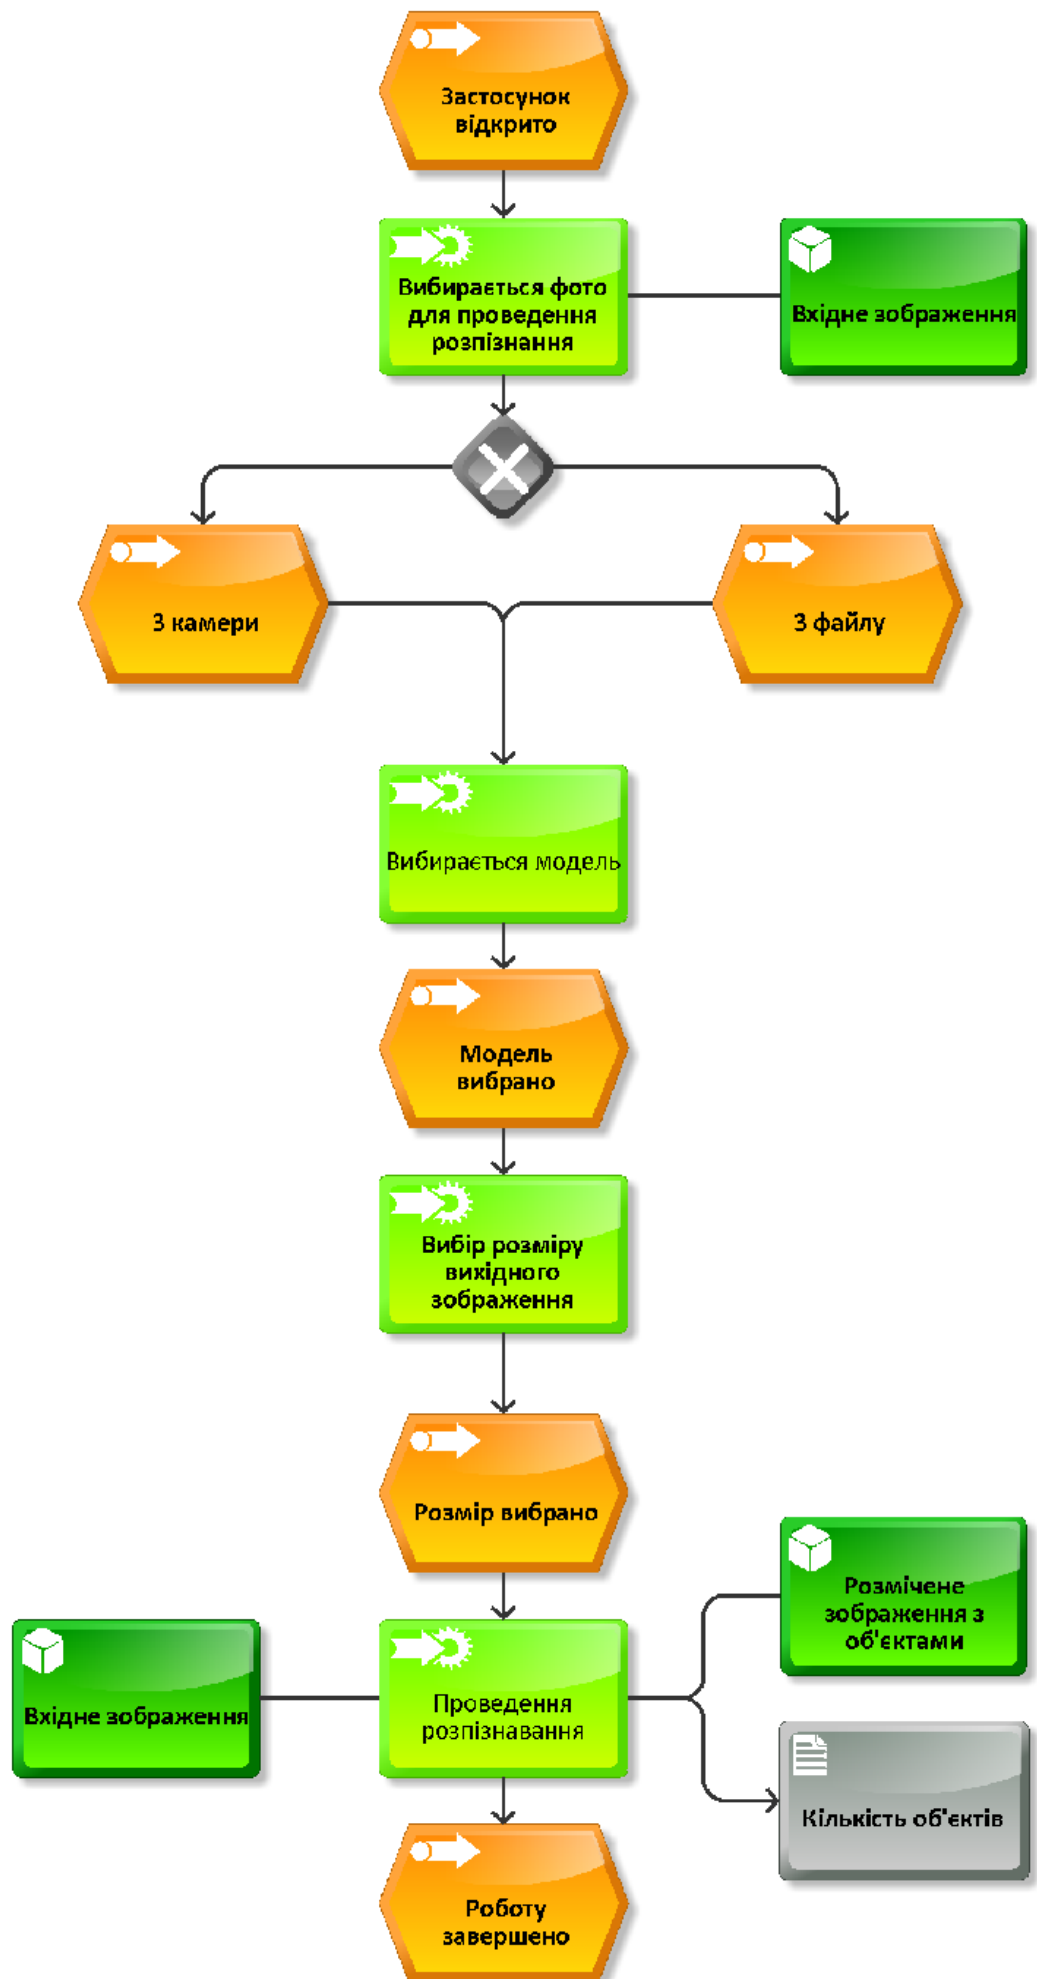 Застосунок
відкрито
Вибирається фото
для проведення
розпізнання
Вхідне зображення
З камери
З файлу
Вибирається модель
Модель
вибрано
Вибір розміру
вихідного
зображення
Розмір вибрано
Розмічене
зображення з
об'єктами
Вхідне зображення
Проведення
розпізнавання
Кількість об'єктів
Роботу
завершено